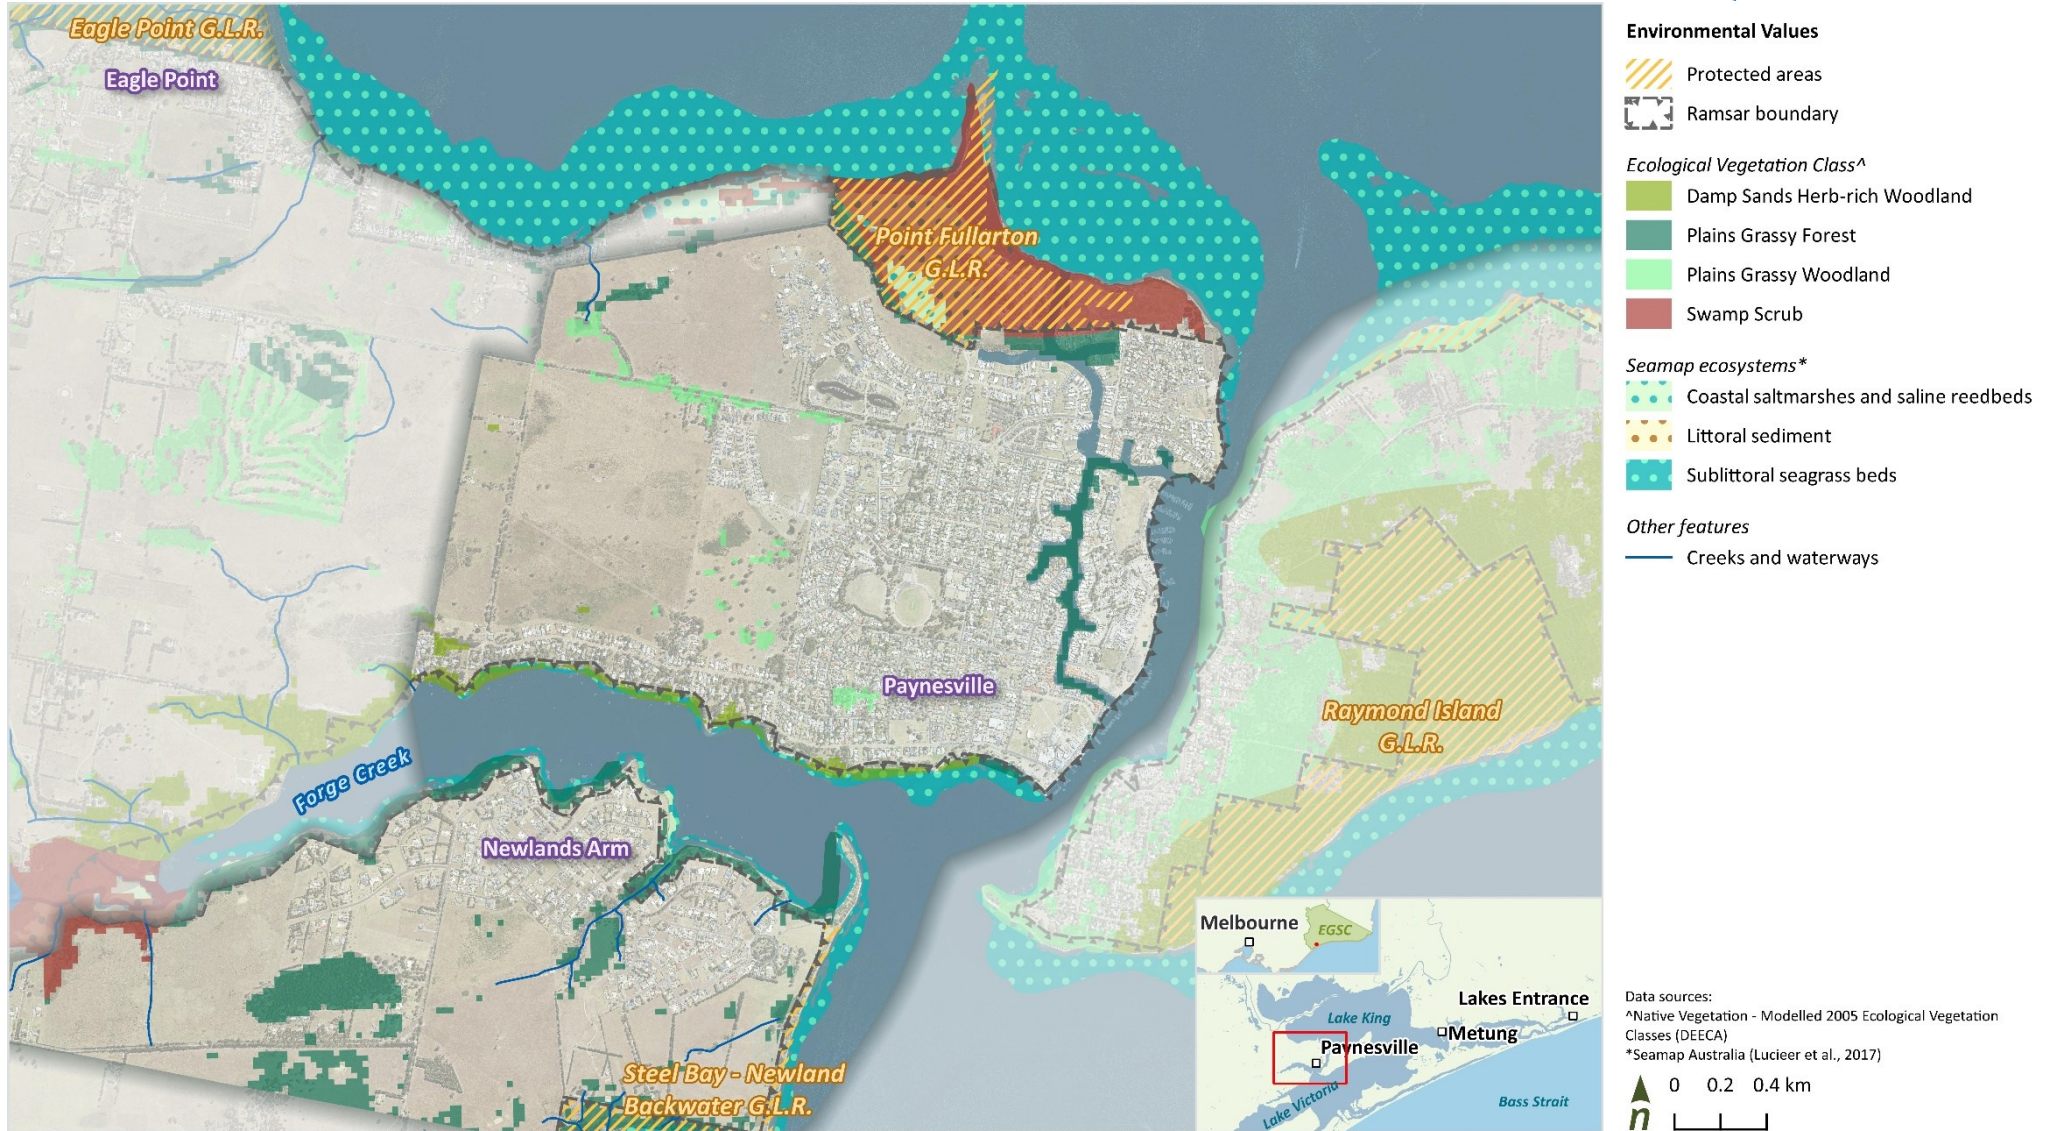 Eagle Point G.L.R.
Eagle Point
Point Fullarton
G.L.R.
Paynesville
Raymond Island
G.L.R.
Forge Creek
Newlands Arm
Steel Bay - Newland
Backwater G.L.R.
Melbourne
EGSC
Lakes Entrance
Lake King
Metung
Paynesville
Lake Victoria
Bass Strait
Environmental Values
Protected areas
Ramsar boundary
Ecological Vegetation Class^
Damp Sands Herb-rich Woodland
Plains Grassy Forest
Plains Grassy Woodland
Swamp Scrub
Seamap ecosystems*
Coastal saltmarshes and saline reedbeds
Littoral sediment
Sublittoral seagrass beds
Other features
Creeks and waterways
Data sources:
^Native Vegetation - Modelled 2005 Ecological Vegetation
Classes (DEECA)
*Seamap Australia (Lucieer et al., 2017)
0 0.2 0.4 km
n